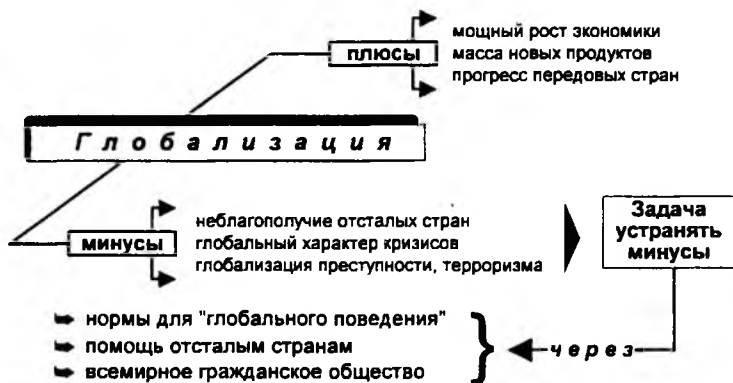 мощный рост экономики
плюсы
масса новых продуктов
прогресс передовых стран
Глобализация
неблагополучие отсталых стран
минусы
глобальный характер кризисов
глобализация преступности, терроризма
Задача
устранять
минусы
нормы для "глобального поведения"
помощь отсталым странам
всемирное гражданское общество
через